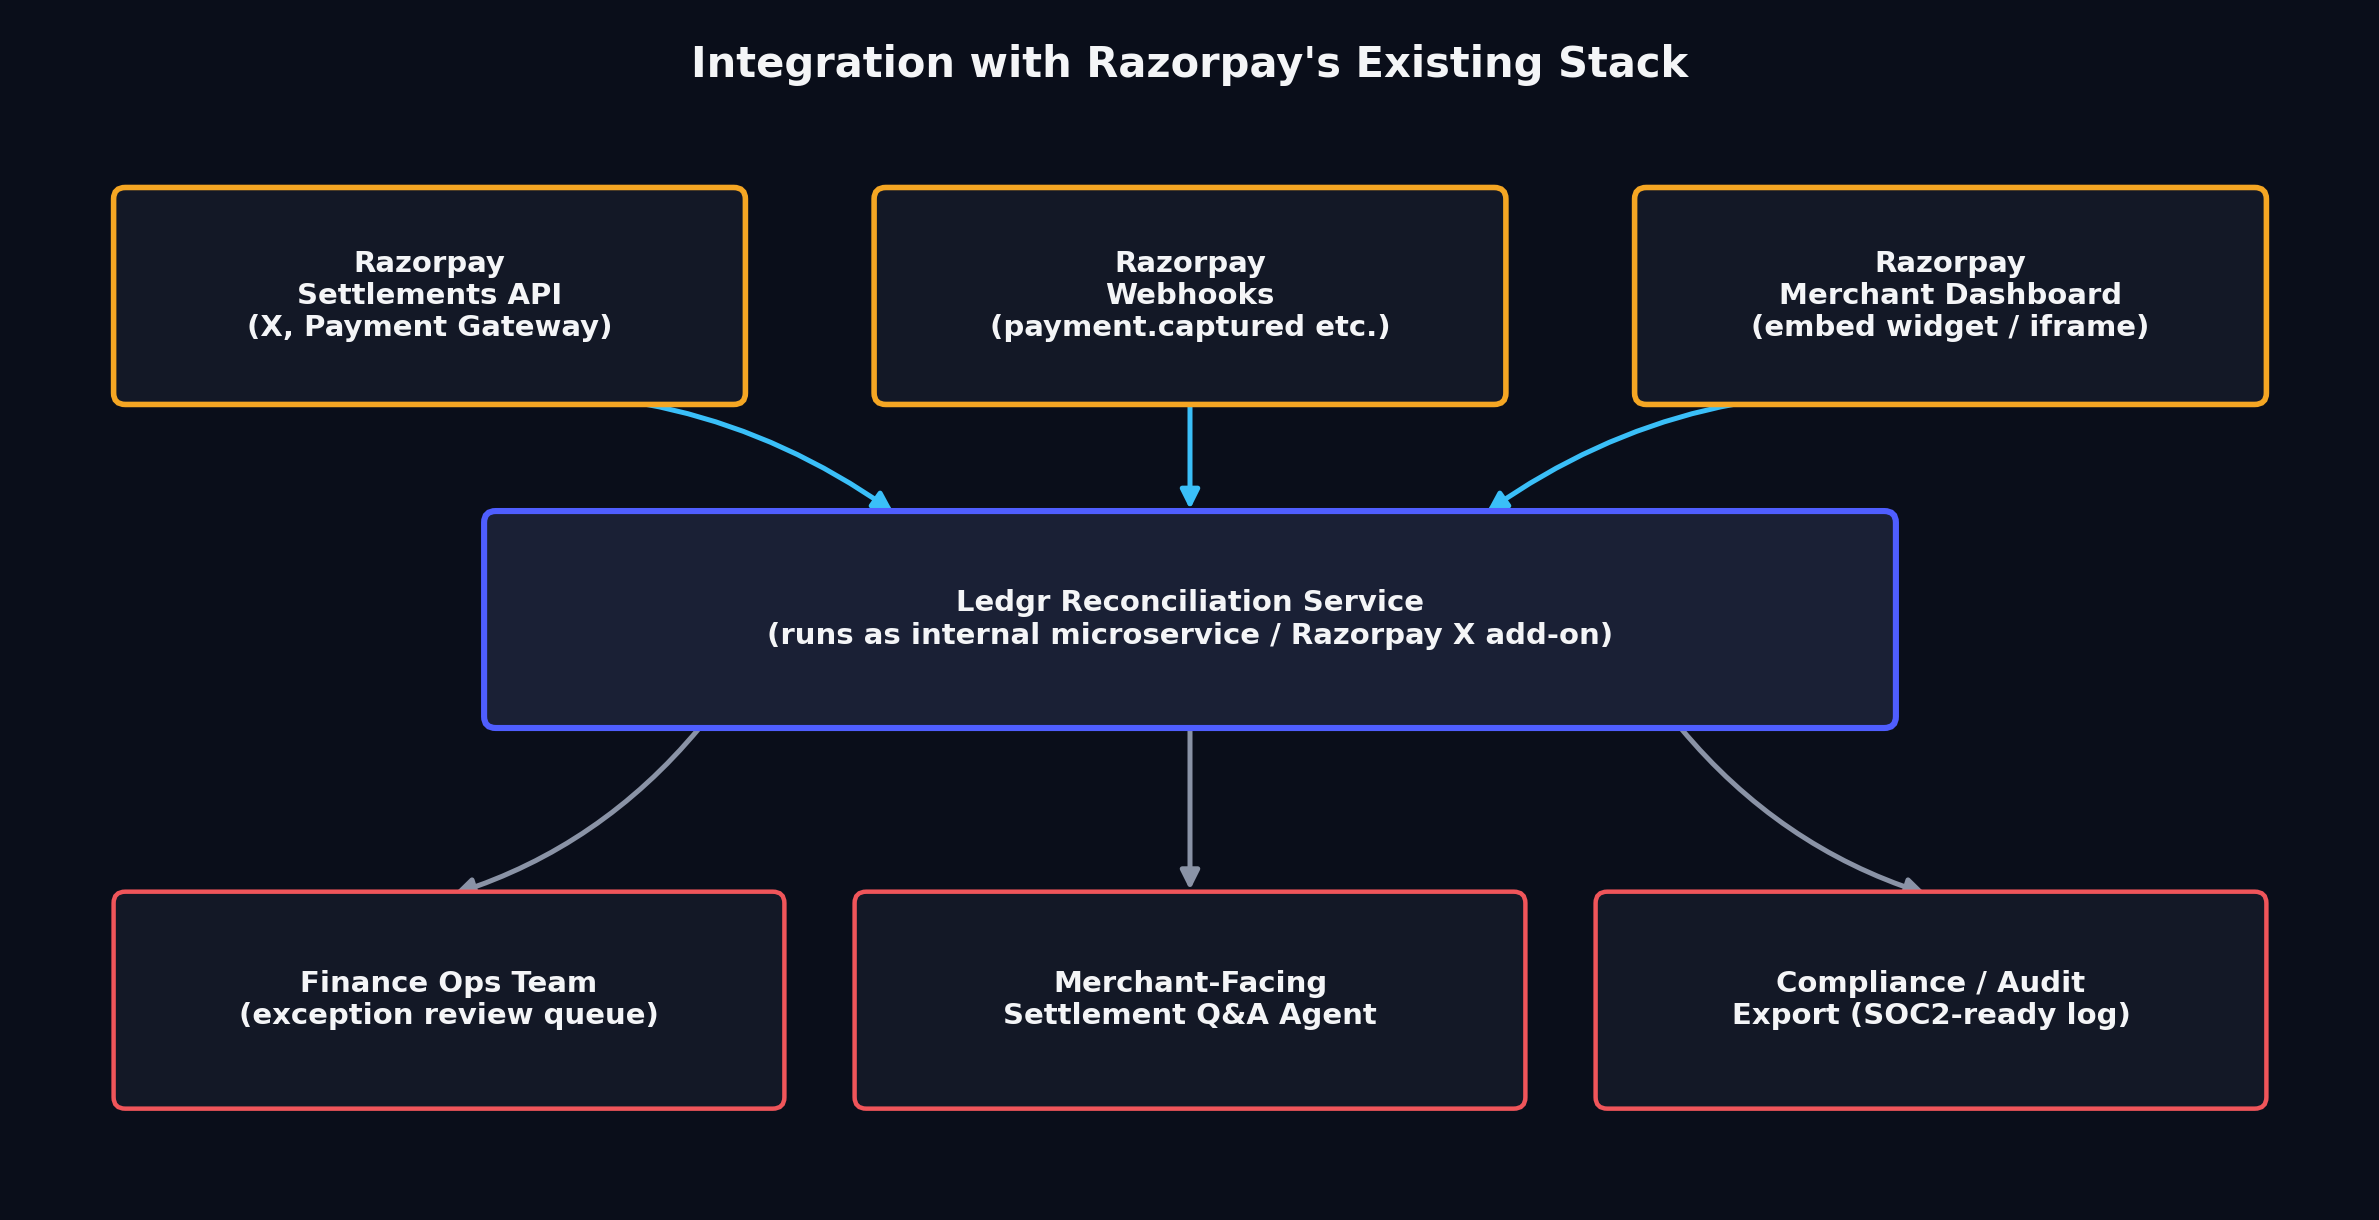 Integration with Razorpay's Existing Stack
Razorpay
Settlements API
(X, Payment Gateway)
Razorpay
Webhooks
(payment.captured etc.)
Razorpay
Merchant Dashboard
(embed widget / iframe)
Ledgr Reconciliation Service
(runs as internal microservice / Razorpay X add-on)
Finance Ops Team
(exception review queue)
Merchant-Facing
Settlement Q&A Agent
Compliance / Audit
Export (SOC2-ready log)